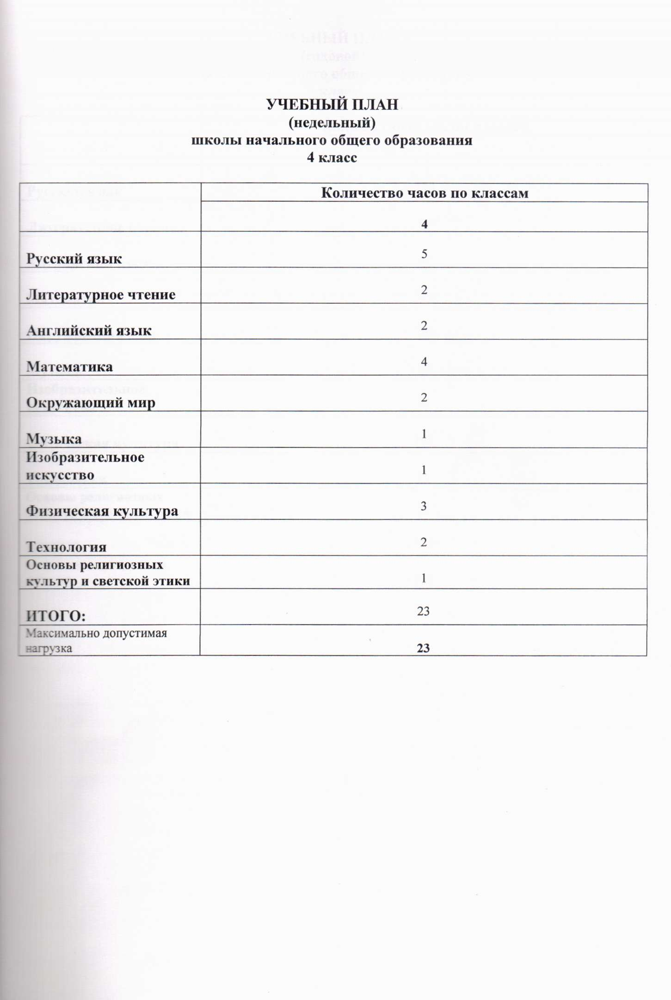 УЧЕБНЫЙ ПЛАН
(недельный)
школы начального общего образования
4 класс
Количество часов по классам
4
Русский язык 5
Литературное чтение 2
Английский язык 2
Математика 4
Окружающий мир 2
Музыка 1
Изобразительное
искусство 1
Физическая культура 3
Технология 2
Основы религиозных
культур и светской этики 1
ИТОГО: 23
Максимально допустимая
нагрузка 23